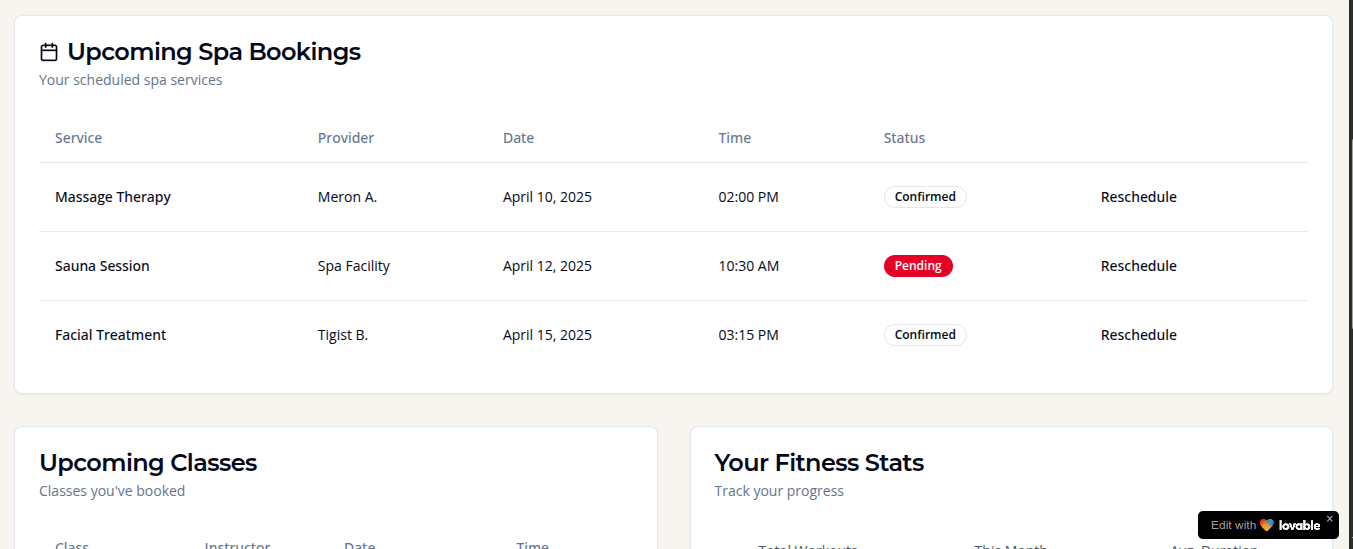 Upcoming Spa Bookings
Your scheduled spa services
Service Provider Date Time Status
Massage Therapy Meron A. April 10, 2025 02:00 PM Confirmed Reschedule
Sauna Session Spa Facility April 12, 2025 10:30 AM Pending Reschedule
Facial Treatment Tigist B. April 15, 2025 03:15 PM Confirmed Reschedule
Upcoming Classes
Classes you've booked
Class Instructor Date Time
Your Fitness Stats
Track your progress
Total Workouts This Month Avg. Duration
Edit with lovable ×